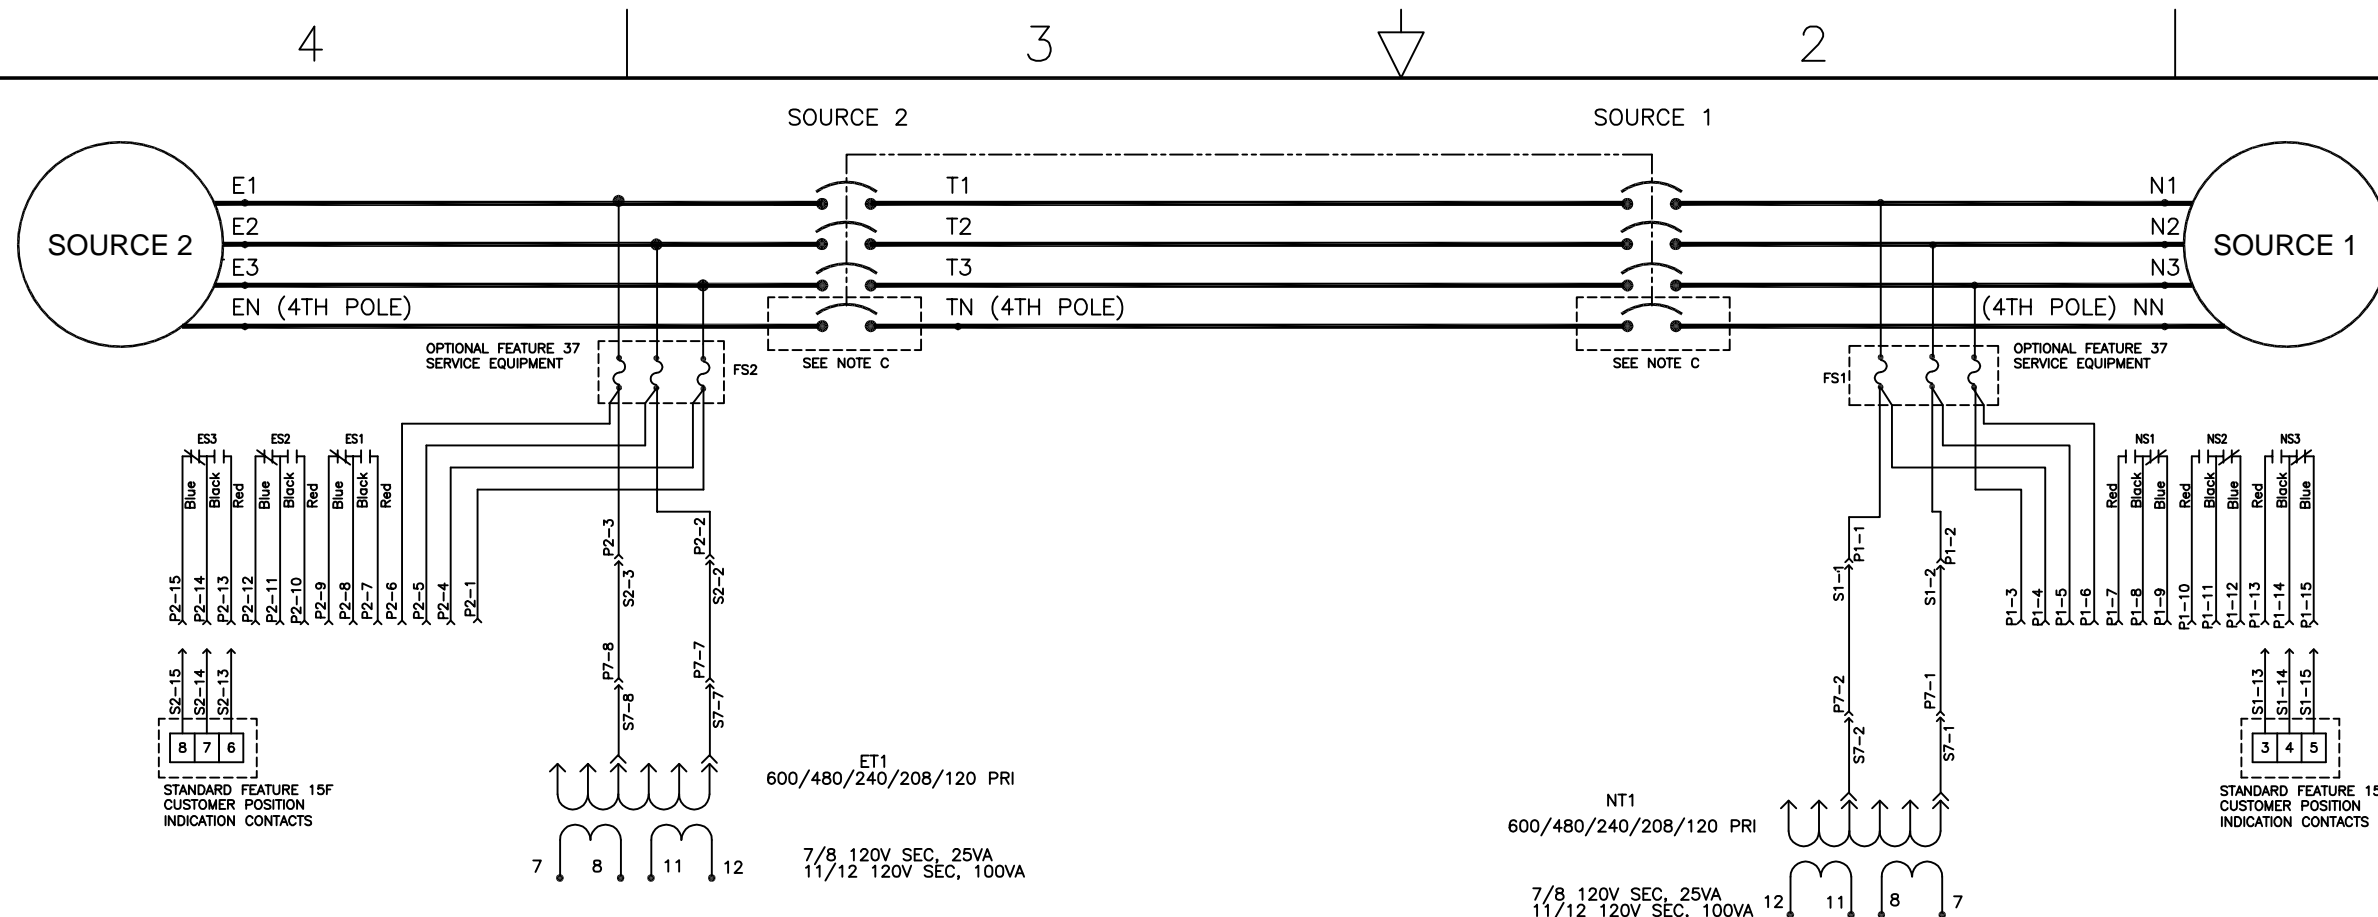 4
3
2
SOURCE 2
SOURCE 1
SOURCE 2
SOURCE 1
E1
E2
E3
EN (4TH POLE)
T1
T2
T3
TN (4TH POLE)
N1
N2
N3
(4TH POLE) NN
OPTIONAL FEATURE 37
SERVICE EQUIPMENT
FS2
SEE NOTE C
SEE NOTE C
FS1
OPTIONAL FEATURE 37
SERVICE EQUIPMENT
ES3
ES2
ES1
Blue
Black
Red
Blue
Black
Red
Blue
Black
Red
NS1
NS2
NS3
Red
Black
Blue
Red
Black
Blue
Red
Black
Blue
P2-15
P2-14
P2-13
P2-12
P2-11
P2-10
P2-9
P2-8
P2-7
P2-6
P2-5
P2-4
P2-1
P2-3
S2-3
P2-2
S2-2
P7-8
S7-8
P7-7
S7-7
P1-1
S1-1
P1-2
S1-2
P7-2
S7-2
P7-1
S7-1
P1-3
P1-4
P1-5
P1-6
P1-7
P1-8
P1-9
P1-10
P1-11
P1-12
P1-13
P1-14
P1-15
S2-15
S2-14
S2-13
8 7 6
STANDARD FEATURE 15F
CUSTOMER POSITION
INDICATION CONTACTS
S1-13
S1-14
S1-15
3 4 5
STANDARD FEATURE 15
CUSTOMER POSITION
INDICATION CONTACTS
ET1
600/480/240/208/120 PRI
7 8 11 12
7/8 120V SEC, 25VA
11/12 120V SEC, 100VA
NT1
600/480/240/208/120 PRI
7/8 120V SEC, 25VA
11/12 120V SEC, 100VA
12 11 8 7